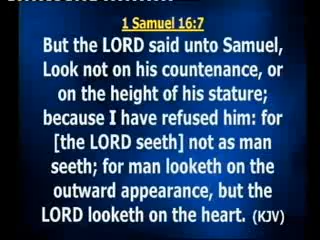 1 Samuel 16:7
But the LORD said unto Samuel,
Look not on his countenance, or
on the height of his stature;
because I have refused him: for
[the LORD seeth] not as man
seeth; for man looketh on the
outward appearance, but the
LORD looketh on the heart. (KJV)